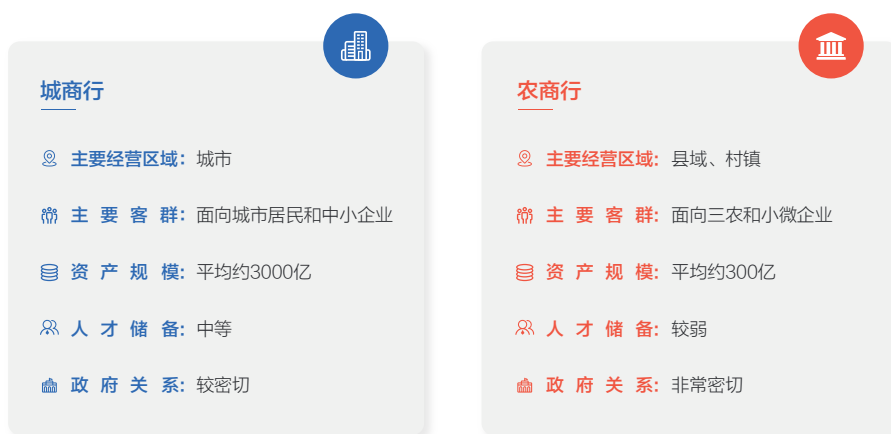 城商行
主要经营区域：城市
主要客群：面向城市居民和中小企业
资产规模：平均约3000亿
人才储备：中等
政府关系：较密切
农商行
主要经营区域：县域、村镇
主要客群：面向三农和小微企业
资产规模：平均约300亿
人才储备：较弱
政府关系：非常密切